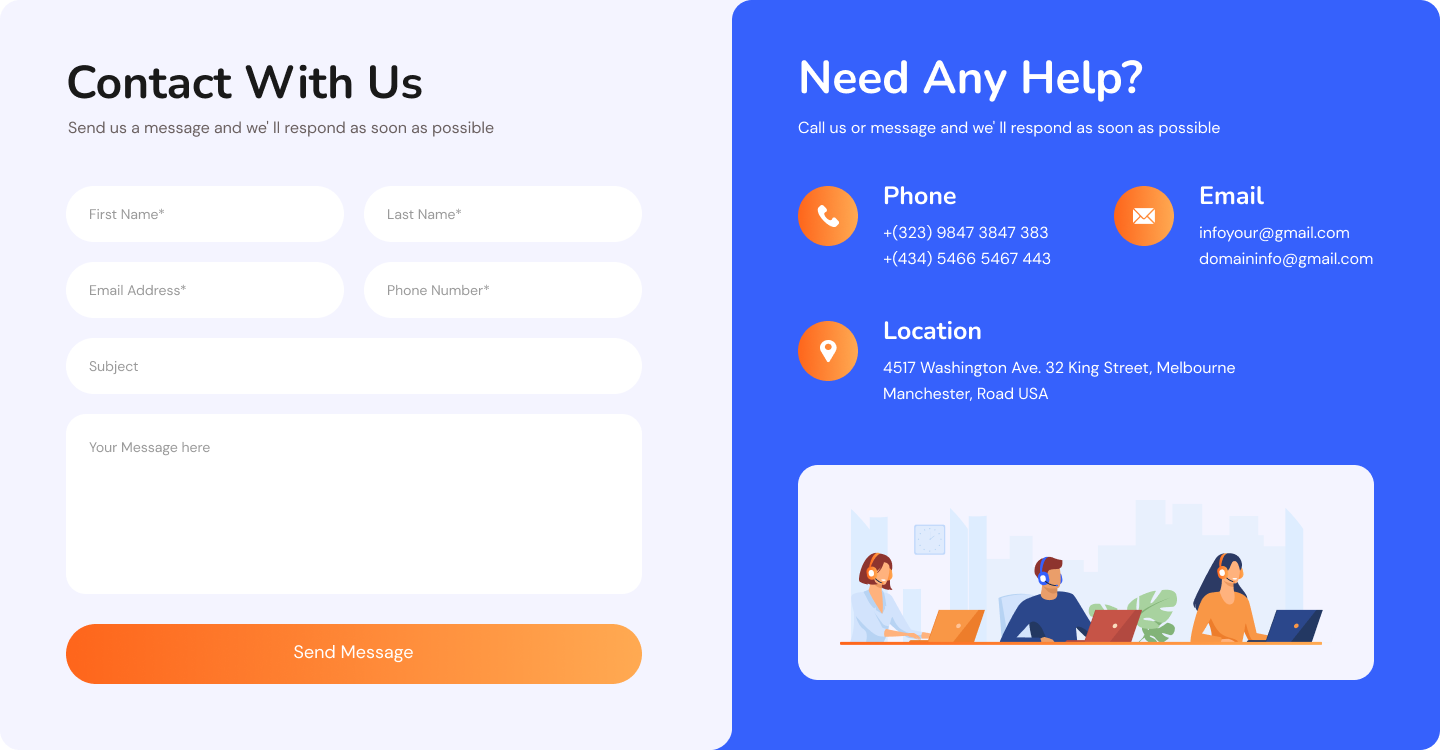 Contact With Us
Send us a message and we' ll respond as soon as possible
First Name*
Last Name*
Email Address*
Phone Number*
Subject
Your Message here
Send Message
Need Any Help?
Call us or message and we' ll respond as soon as possible
Phone
+(323) 9847 3847 383
+(434) 5466 5467 443
Email
infoyour@gmail.com
domaininfo@gmail.com
Location
4517 Washington Ave. 32 King Street, Melbourne
Manchester, Road USA